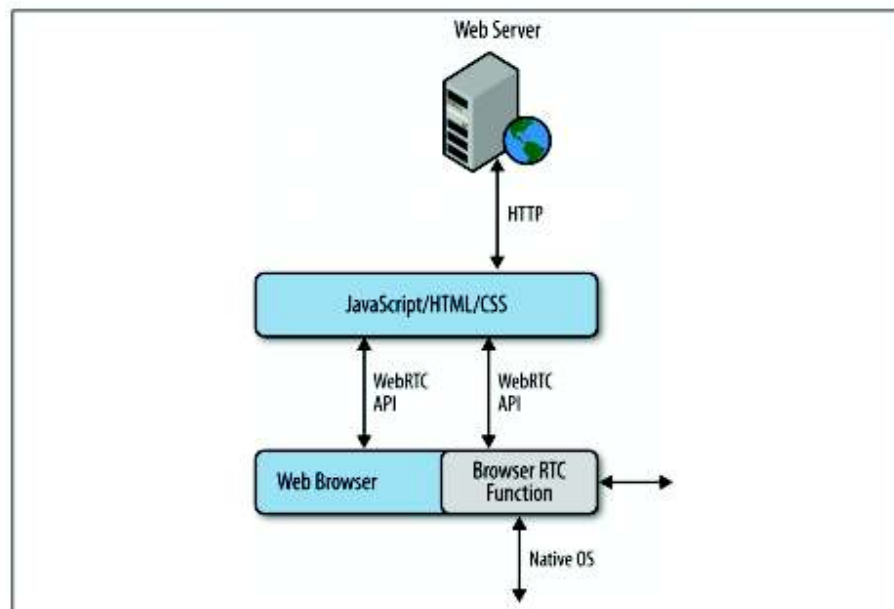 Web Server
HTTP
JavaScript/HTML/CSS
WebRTC
API
WebRTC
API
Web Browser
Browser RTC
Function
Native OS